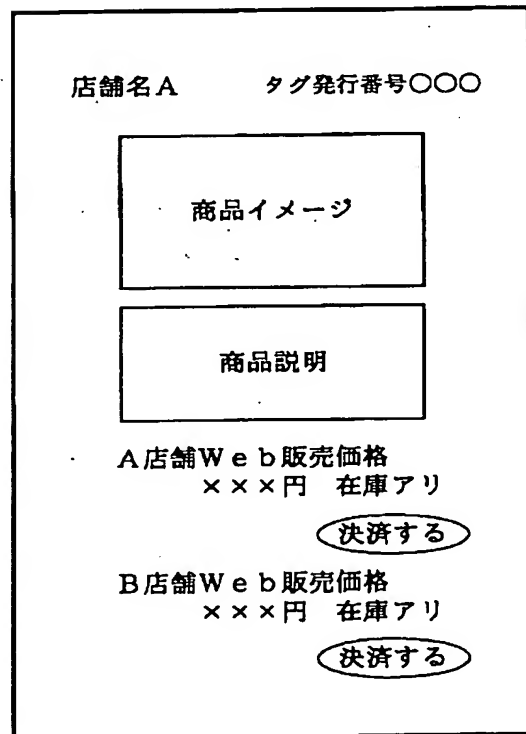 店舗名A　タグ発行番号○○○
商品イメージ
商品説明
A店舗Web販売価格
×××円　在庫アリ
決済する
B店舗Web販売価格
×××円　在庫アリ
決済する